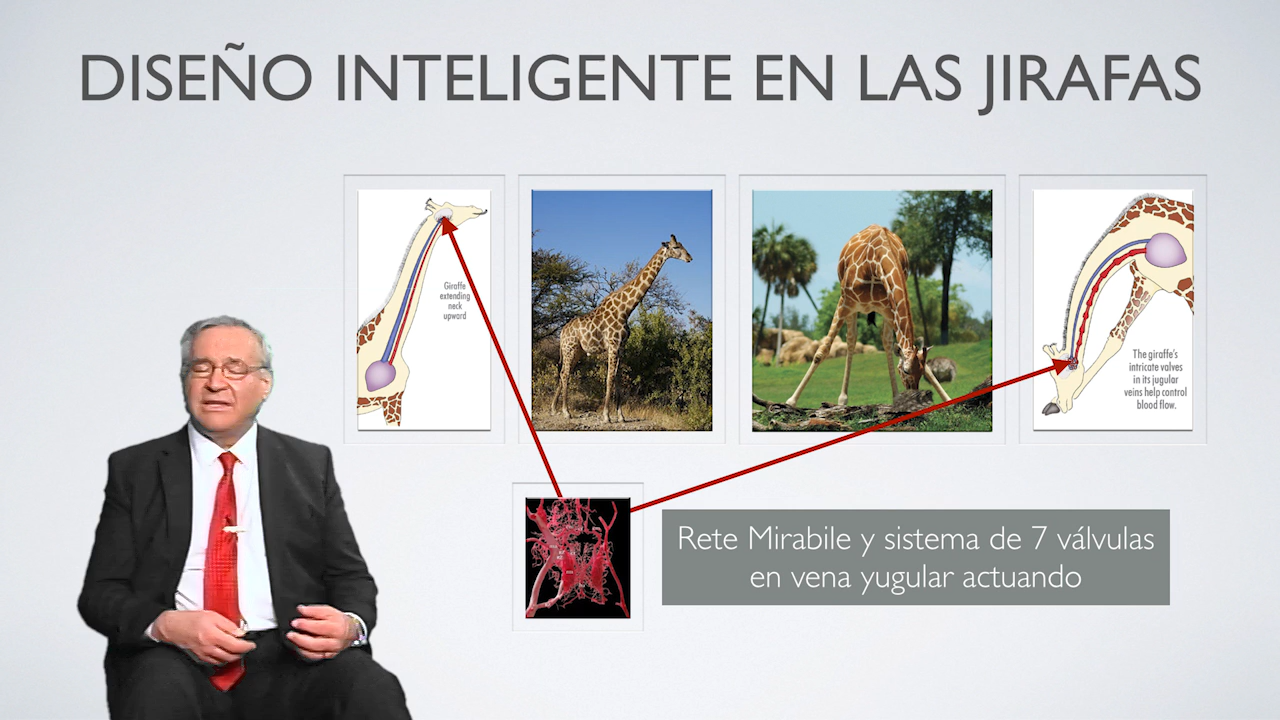 DISEÑO INTELIGENTE EN LAS JIRAFAS
Giraffe
extending
neck
upward
The giraffe's
intricate valves
in its jugular
veins help control
blood flow.
Rete Mirabile y sistema de 7 válvulas
en vena yugular actuando